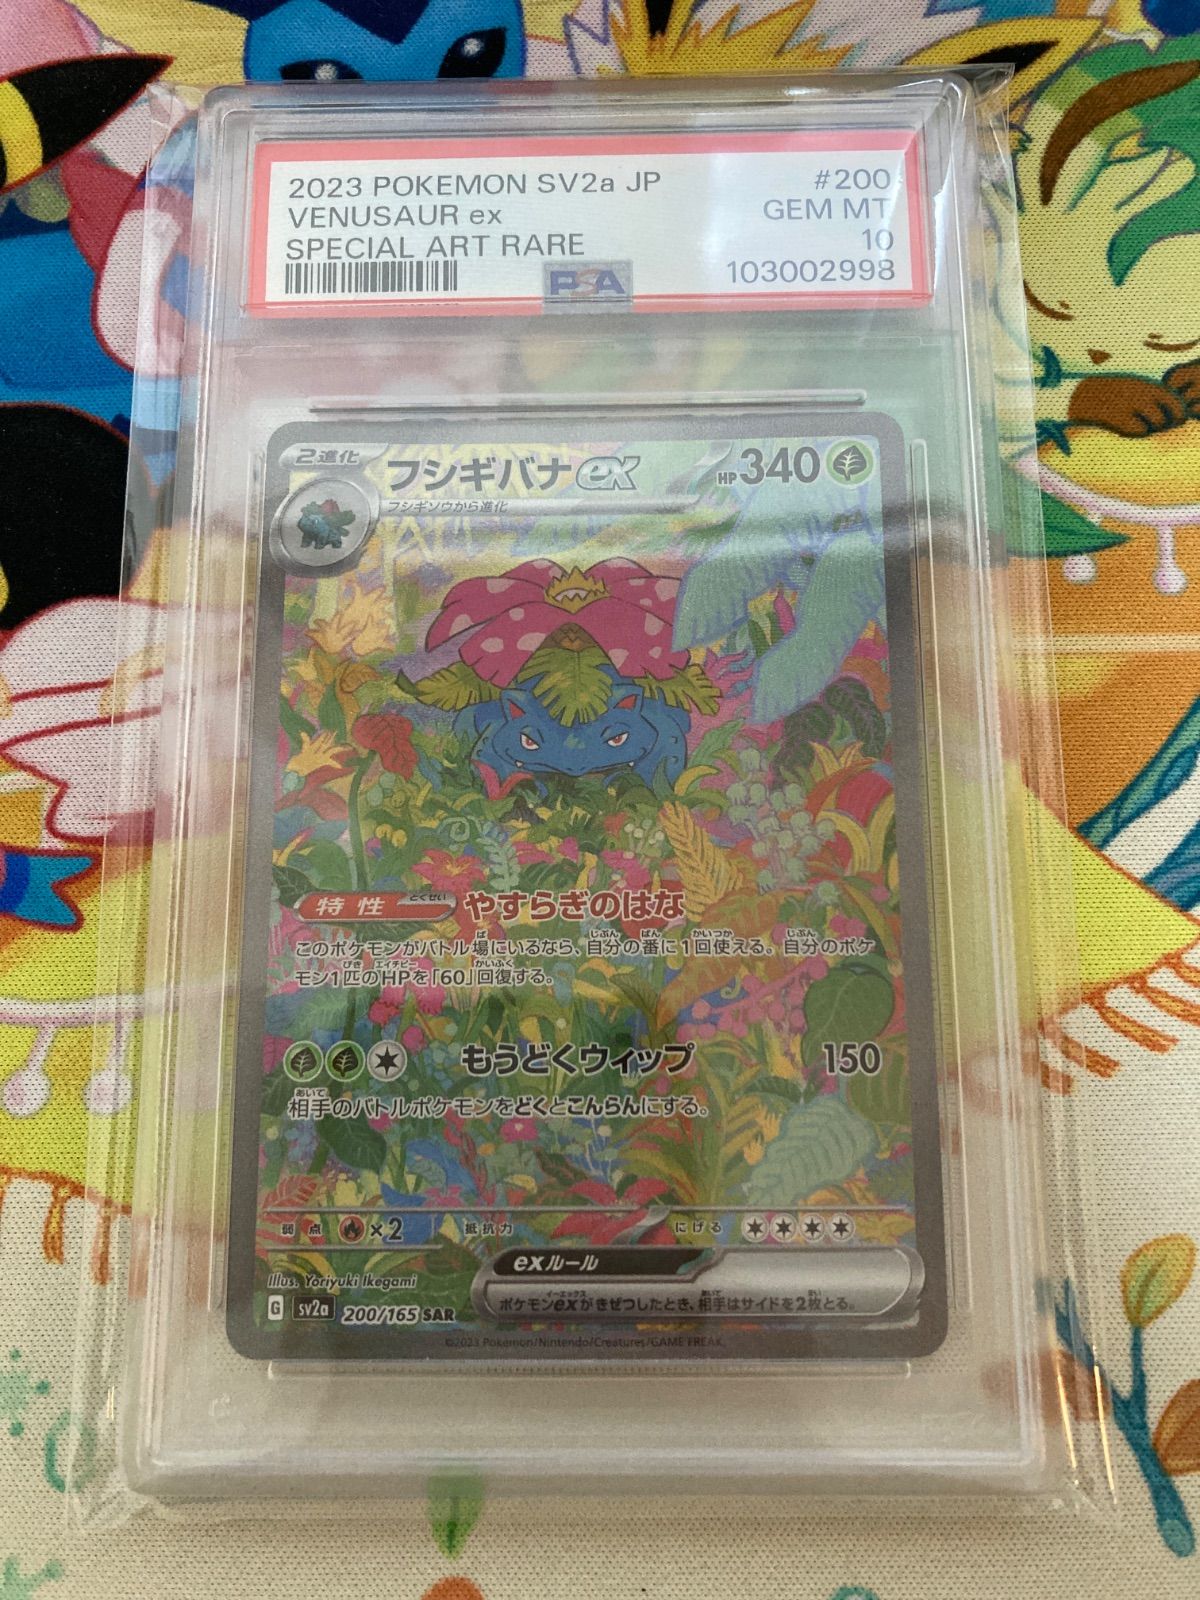 2023 POKEMON SV2a JP #200
VENUSAUR ex GEM MT
SPECIAL ART RARE 10
PSA 103002998
2進化 フシギバナex HP340
フシギソウから進化
特性 とくせい やすらぎのはな
このポケモンがバトル場にいるなら、自分の番に1回使える。自分のポケ
モン1匹のHPを「60」回復する。
もうどくウィップ 150
相手のバトルポケモンをどくとこんらんにする。
弱点 ×2 抵抗力 にげる
exルール
ポケモンexがきぜつしたとき、相手はサイドを2枚とる。
Illus. Yoriyuki Ikegami
G sv2a 200/165 SAR
©2023 Pokémon/Nintendo/Creatures/GAME FREAK.